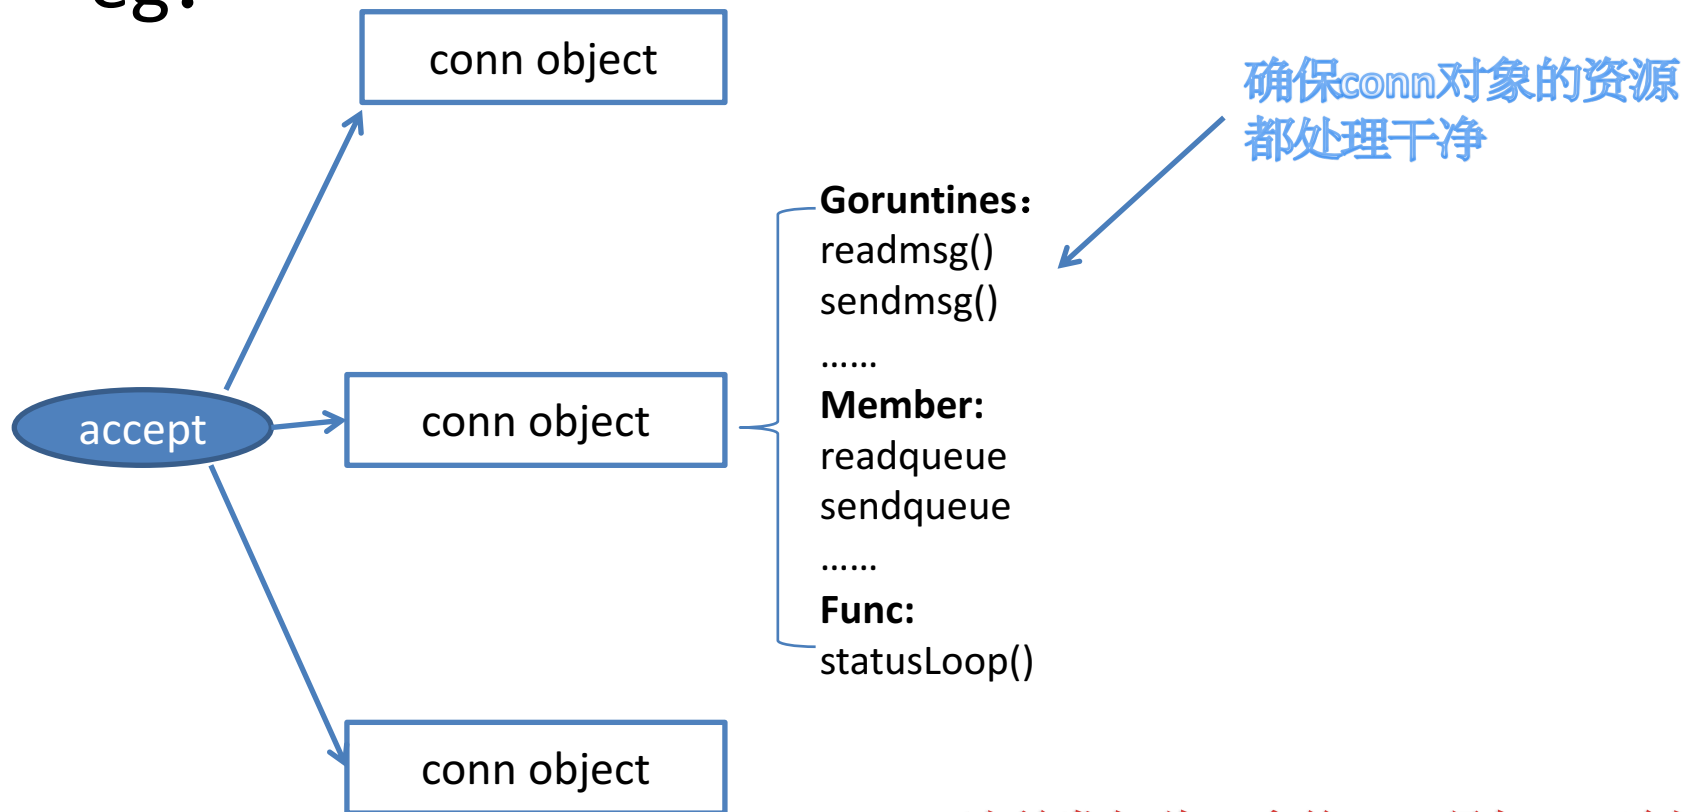 eg:
conn object
确保conn对象的资源
都处理干净
Goruntines：
readmsg()
sendmsg()
……
accept
conn object
Member:
readqueue
sendqueue
……
Func:
statusLoop()
conn object